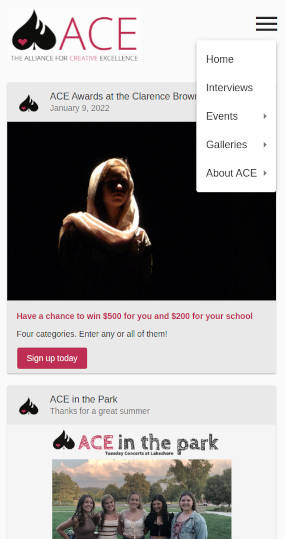 ACE
THE ALLIANCE FOR CREATIVE EXCELLENCE
Home
Interviews
Events
Galleries
About ACE
ACE Awards at the Clarence Brown
January 9, 2022
Have a chance to win $500 for you and $200 for your school
Four categories. Enter any or all of them!
Sign up today
ACE in the Park
Thanks for a great summer
ACE in the park
Tuesday Concerts at Lakeshore